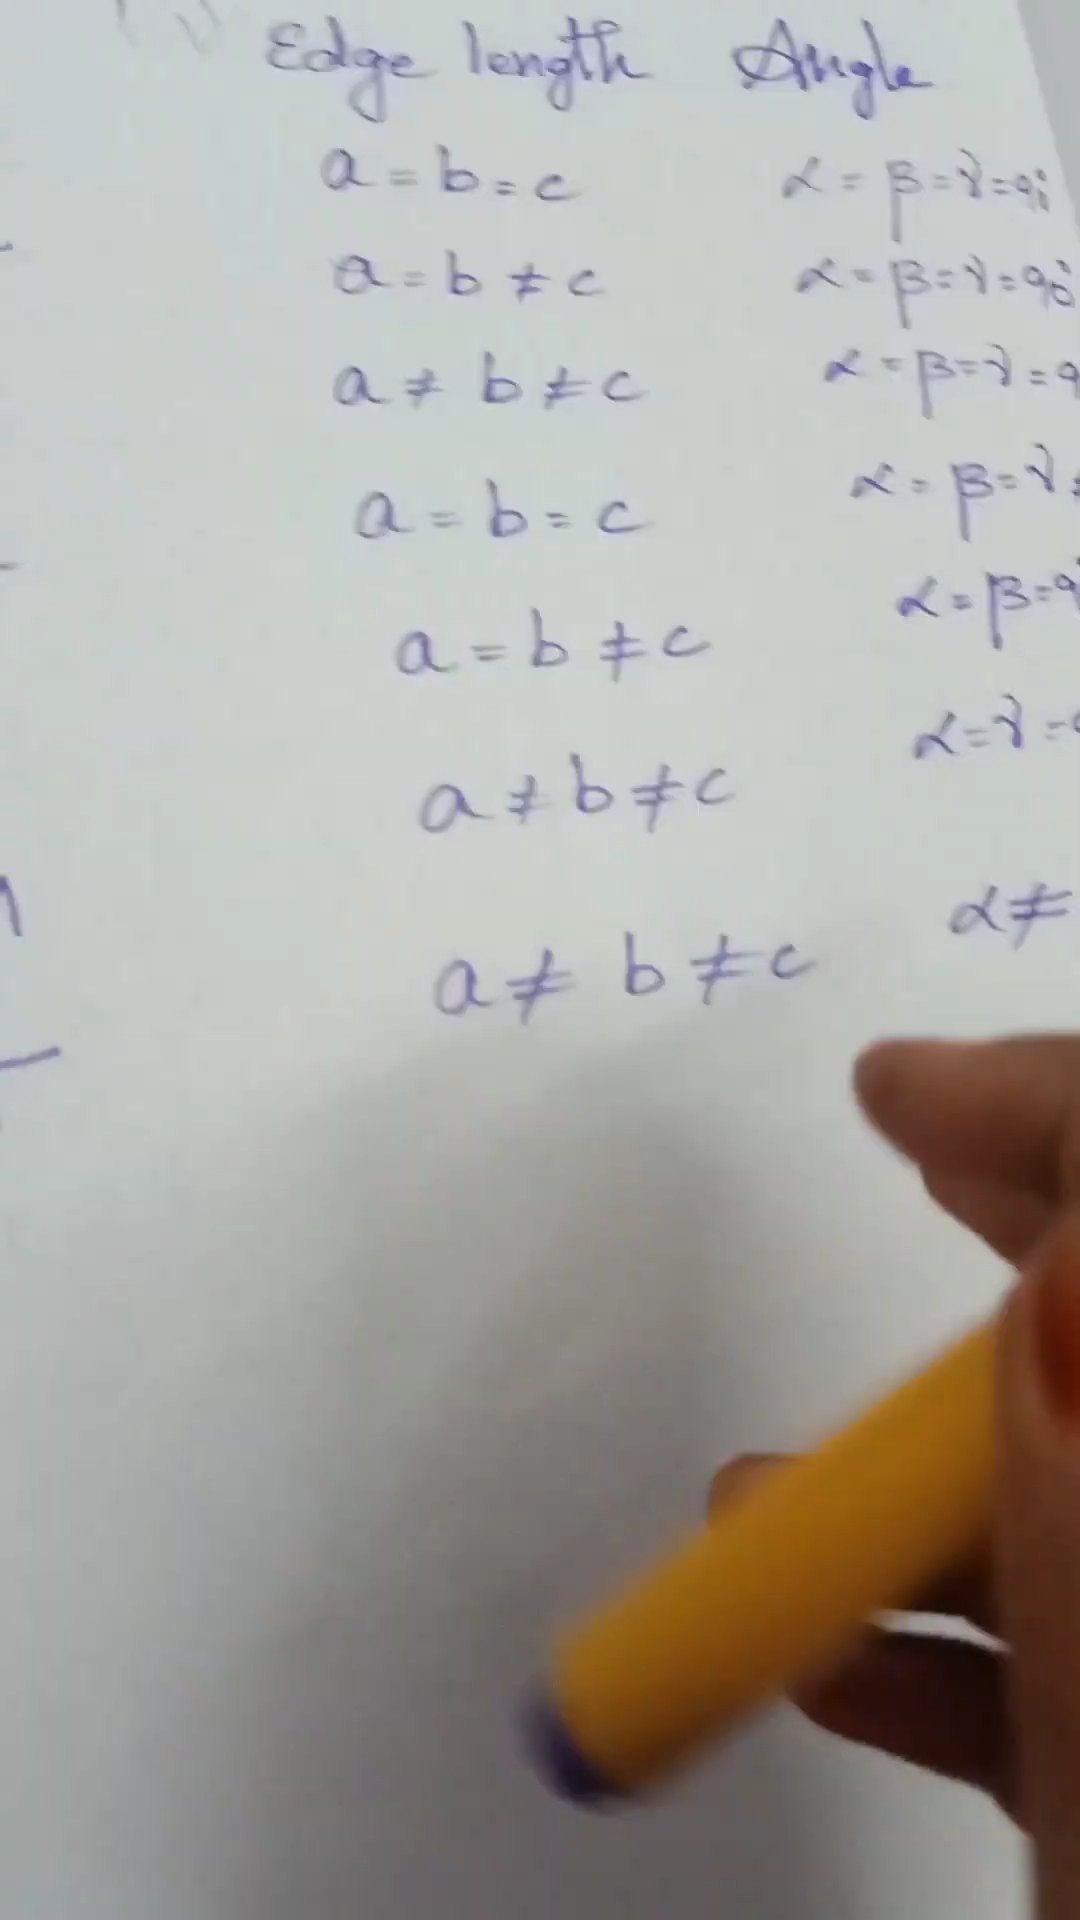 Edge length Angle
a = b = c α = β = γ = 90°
a = b ≠ c α = β = γ = 90°
a ≠ b ≠ c α = β = γ = 9
a = b = c α = β = γ =
a = b ≠ c α = β = 9
a ≠ b ≠ c α = γ =
a ≠ b ≠ c α ≠